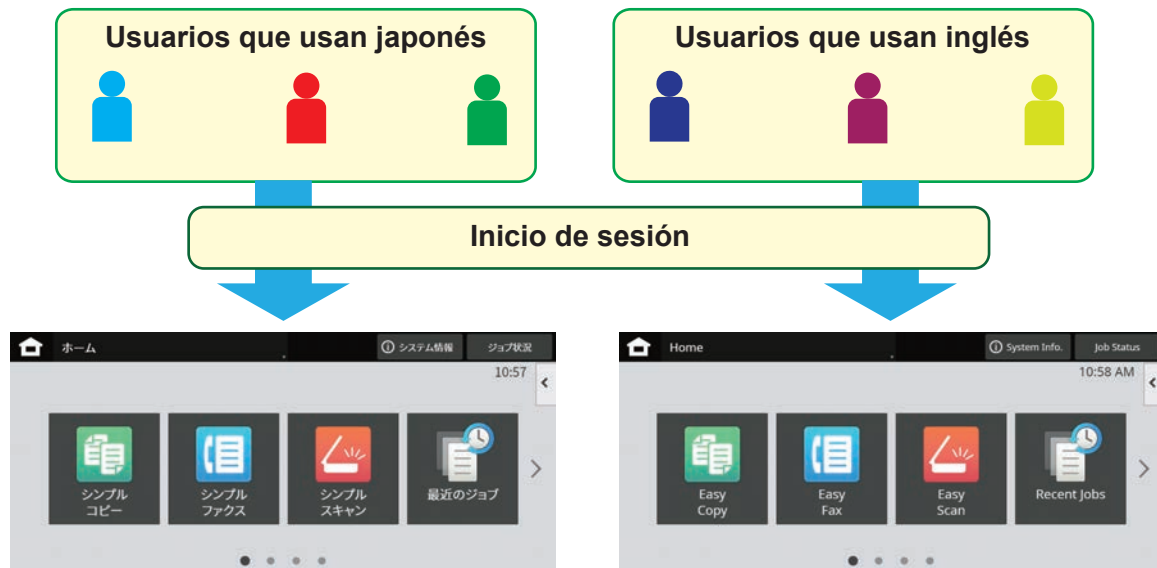 Usuarios que usan japonés
Usuarios que usan inglés
Inicio de sesión
ホーム
システム情報
ジョブ状況
10:57
シンプル
コピー
シンプル
ファクス
シンプル
スキャン
最近のジョブ
Home
System Info.
Job Status
10:58 AM
Easy
Copy
Easy
Fax
Easy
Scan
Recent Jobs